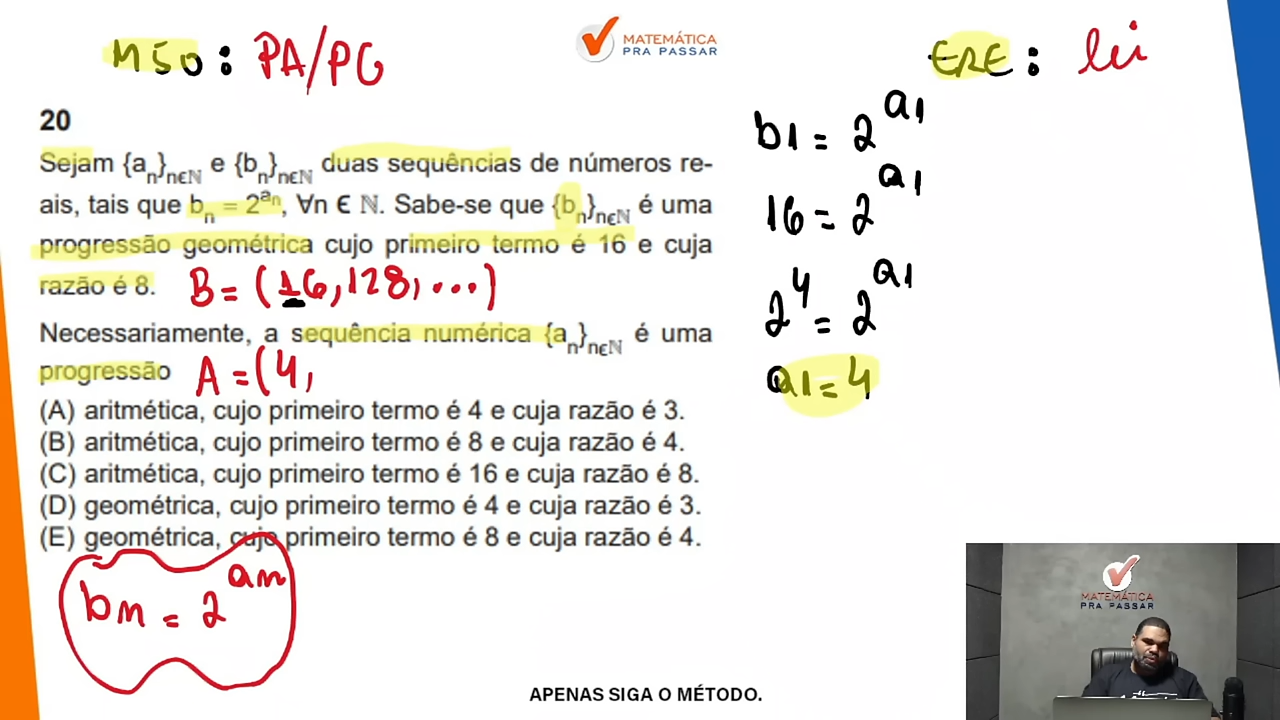 M50: PA/PG
MATEMÁTICA
PRA PASSAR
ERE: lei
20
Sejam {aₙ}ₙ∈ℕ e {bₙ}ₙ∈ℕ duas sequências de números re-
ais, tais que bₙ = 2^aₙ, ∀n ∈ ℕ. Sabe-se que {bₙ}ₙ∈ℕ é uma
progressão geométrica cujo primeiro termo é 16 e cuja
razão é 8. B = (16, 128, ...)
Necessariamente, a sequência numérica {aₙ}ₙ∈ℕ é uma
progressão A = (4,
(A) aritmética, cujo primeiro termo é 4 e cuja razão é 3.
(B) aritmética, cujo primeiro termo é 8 e cuja razão é 4.
(C) aritmética, cujo primeiro termo é 16 e cuja razão é 8.
(D) geométrica, cujo primeiro termo é 4 e cuja razão é 3.
(E) geométrica, cujo primeiro termo é 8 e cuja razão é 4.
bn = 2^an
b1 = 2^a1
16 = 2^a1
2^4 = 2^a1
a1 = 4
MATEMÁTICA
PRA PASSAR
APENAS SIGA O MÉTODO.